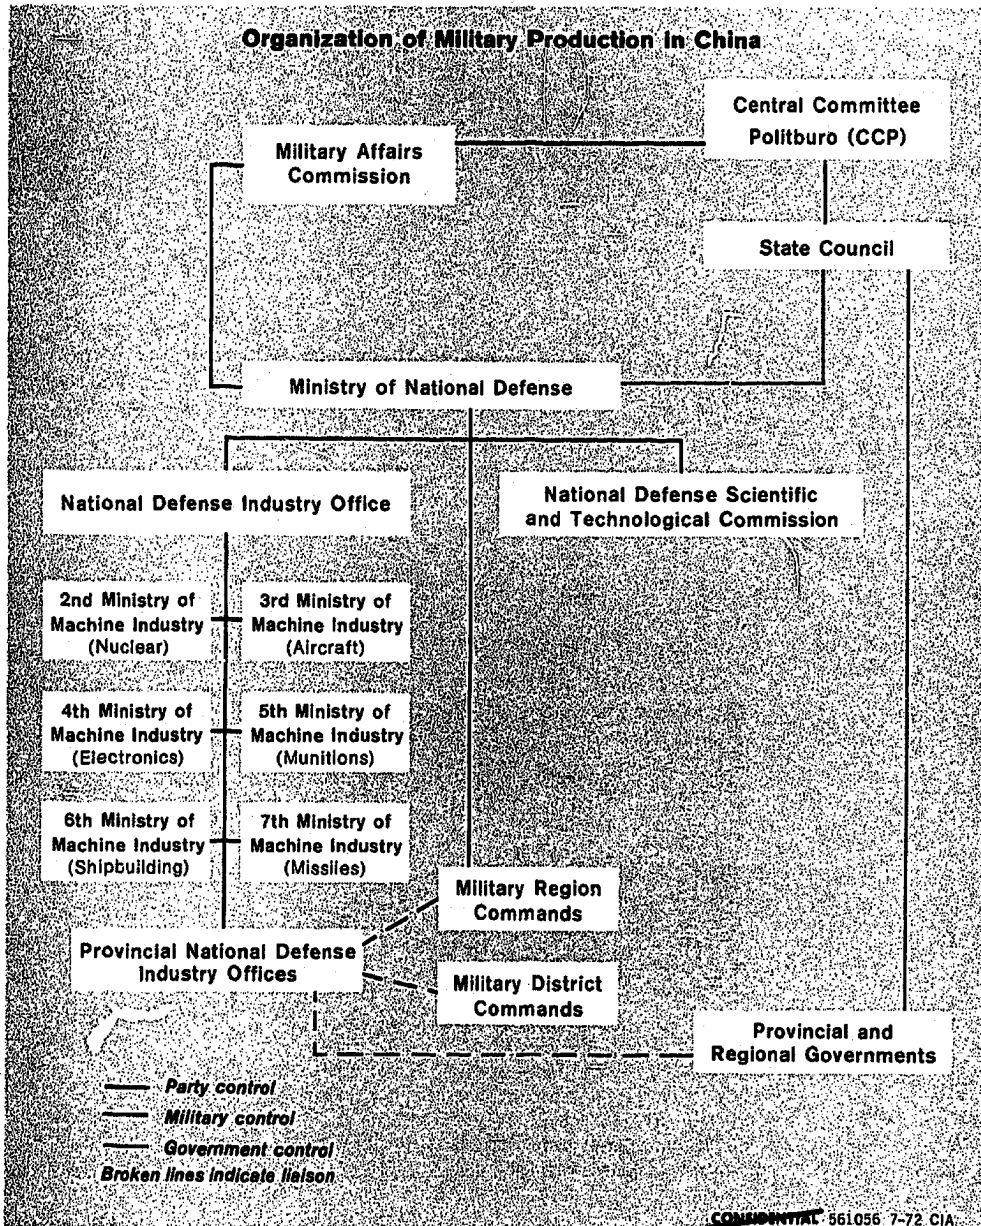 Organization of Military Production in China
Central Committee
Politburo (CCP)
Military Affairs
Commission
State Council
Ministry of National Defense
National Defense Industry Office
National Defense Scientific
and Technological Commission
2nd Ministry of
Machine Industry
(Nuclear)
3rd Ministry of
Machine Industry
(Aircraft)
4th Ministry of
Machine Industry
(Electronics)
5th Ministry of
Machine Industry
(Munitions)
6th Ministry of
Machine Industry
(Shipbuilding)
7th Ministry of
Machine Industry
(Missiles)
Military Region
Commands
Provincial National Defense
Industry Offices
Military District
Commands
Provincial and
Regional Governments
Party control
Military control
Government control
Broken lines indicate liaison
CONFIDENTIAL 561056 7-72 CIA